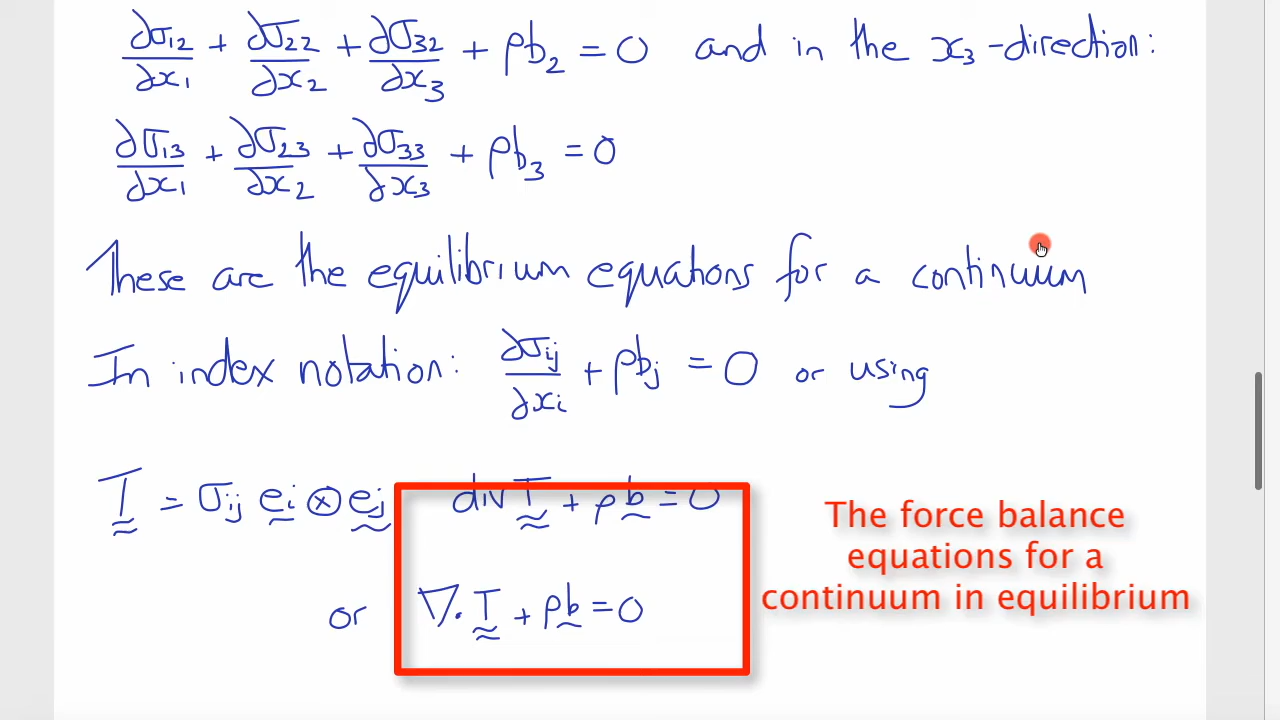 ∂σ₁₂/∂x₁ + ∂σ₂₂/∂x₂ + ∂σ₃₂/∂x₃ + ρb₂ = 0 and in the x₃-direction:
∂σ₁₃/∂x₁ + ∂σ₂₃/∂x₂ + ∂σ₃₃/∂x₃ + ρb₃ = 0
These are the equilibrium equations for a continuum
In index notation: ∂σᵢⱼ/∂xᵢ + ρbⱼ = 0 or using
T = σᵢⱼ eᵢ ⊗ eⱼ div T + ρb = 0
or ∇. T + ρb = 0
The force balance
equations for a
continuum in equilibrium